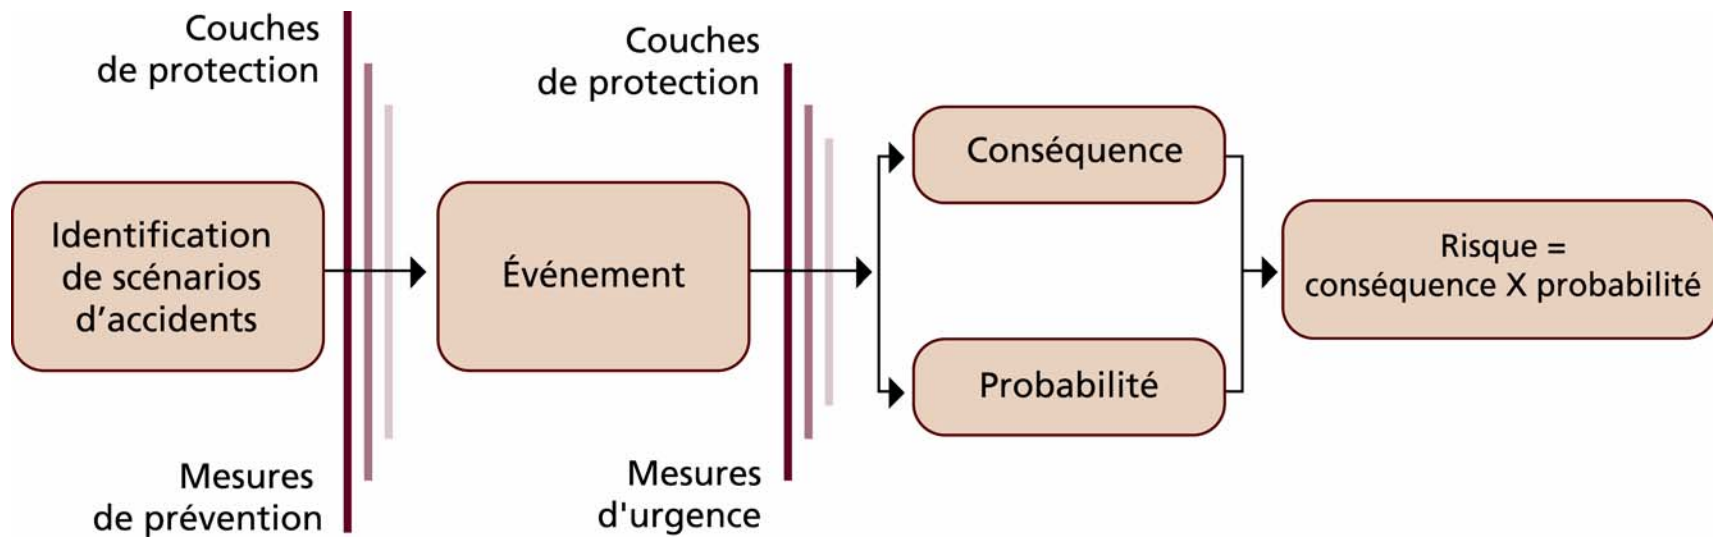 Couches
de protection
Identification
de scénarios
d'accidents
Mesures
de prévention
Événement
Couches
de protection
Mesures
d'urgence
Conséquence
Probabilité
Risque =
conséquence X probabilité